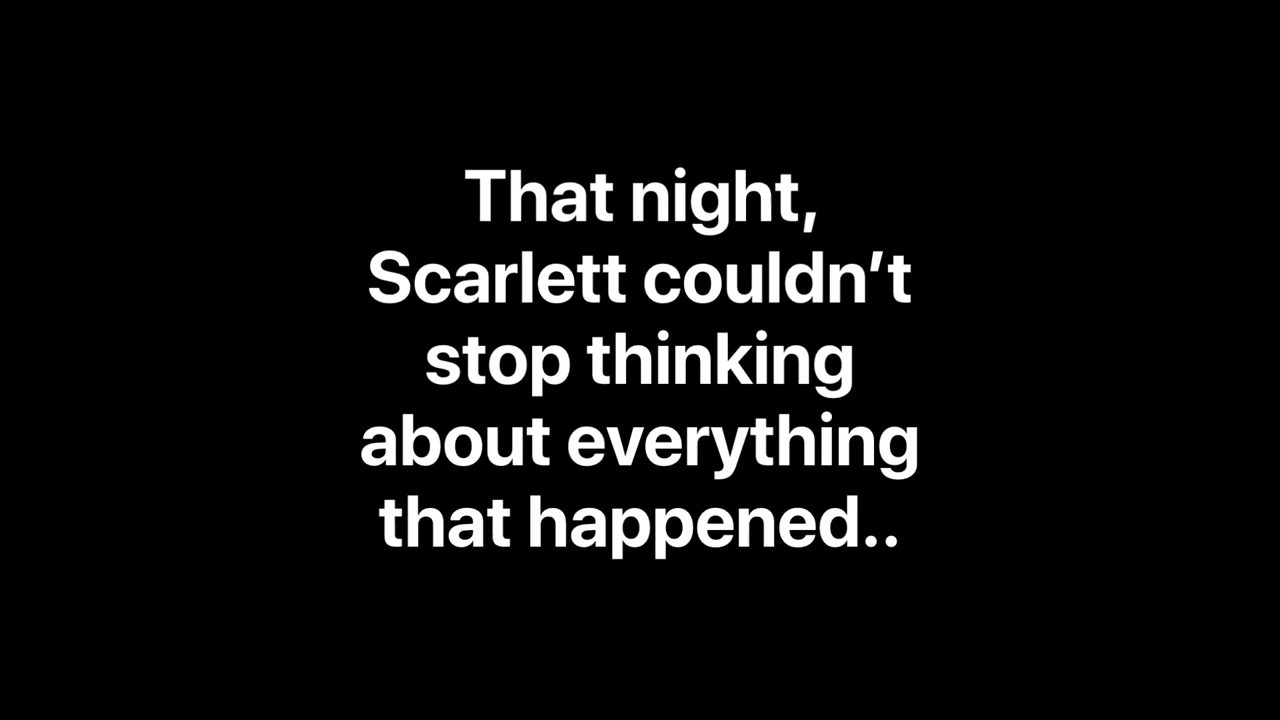 That night,
Scarlett couldn’t
stop thinking
about everything
that happened..